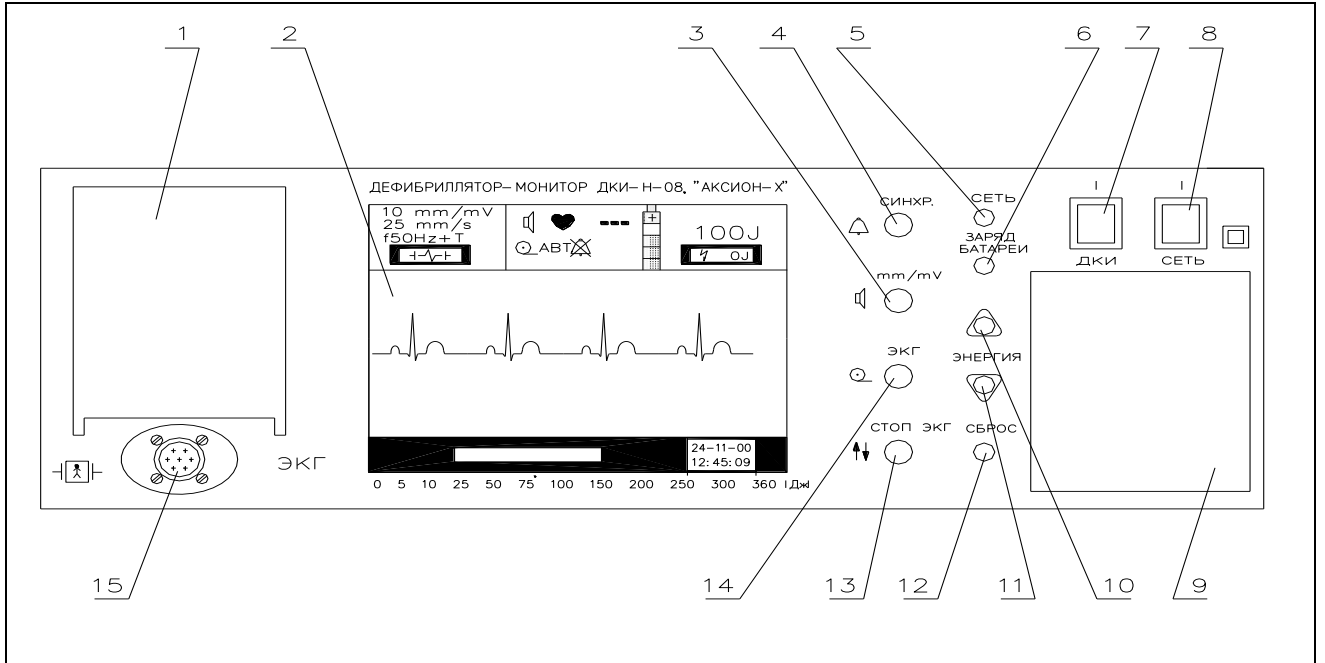 1 2 3 4 5 6 7 8
ДЕФИБРИЛЛЯТОР-МОНИТОР ДКИ-Н-08. "АКСИОН-Х"
10 mm/mV
25 mm/s
f50Hz+T
---
АВТ
+
100J
0J
24-11-00
12:45:09
0 5 10 25 50 75 100 150 200 250 300 360 |Дж|
СИНХР.
mm/mV
ЭКГ
СТОП ЭКГ
СЕТЬ
ЗАРЯД
БАТАРЕИ
ЭНЕРГИЯ
СБРОС
I I
ДКИ СЕТЬ
ЭКГ
15 14 13 12 11 10 9